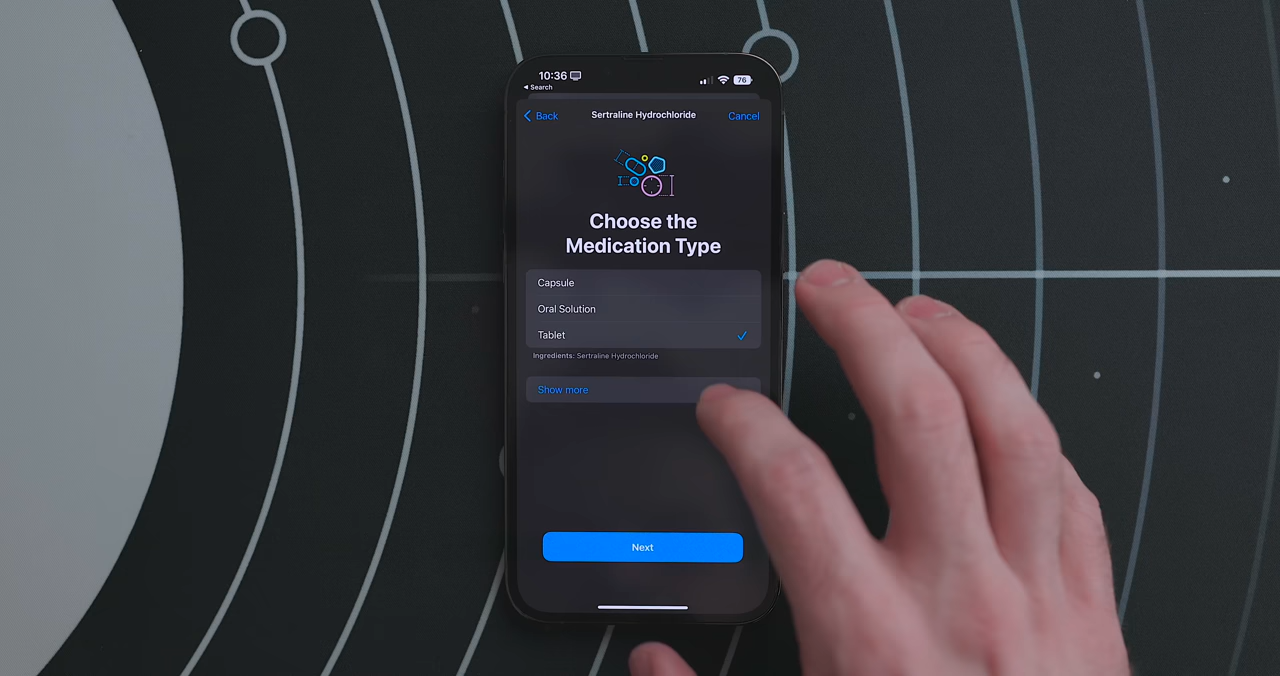 10:36
76
Search
Back
Sertraline Hydrochloride
Cancel
Choose the
Medication Type
Capsule
Oral Solution
Tablet
Ingredients: Sertraline Hydrochloride
Show more
Next